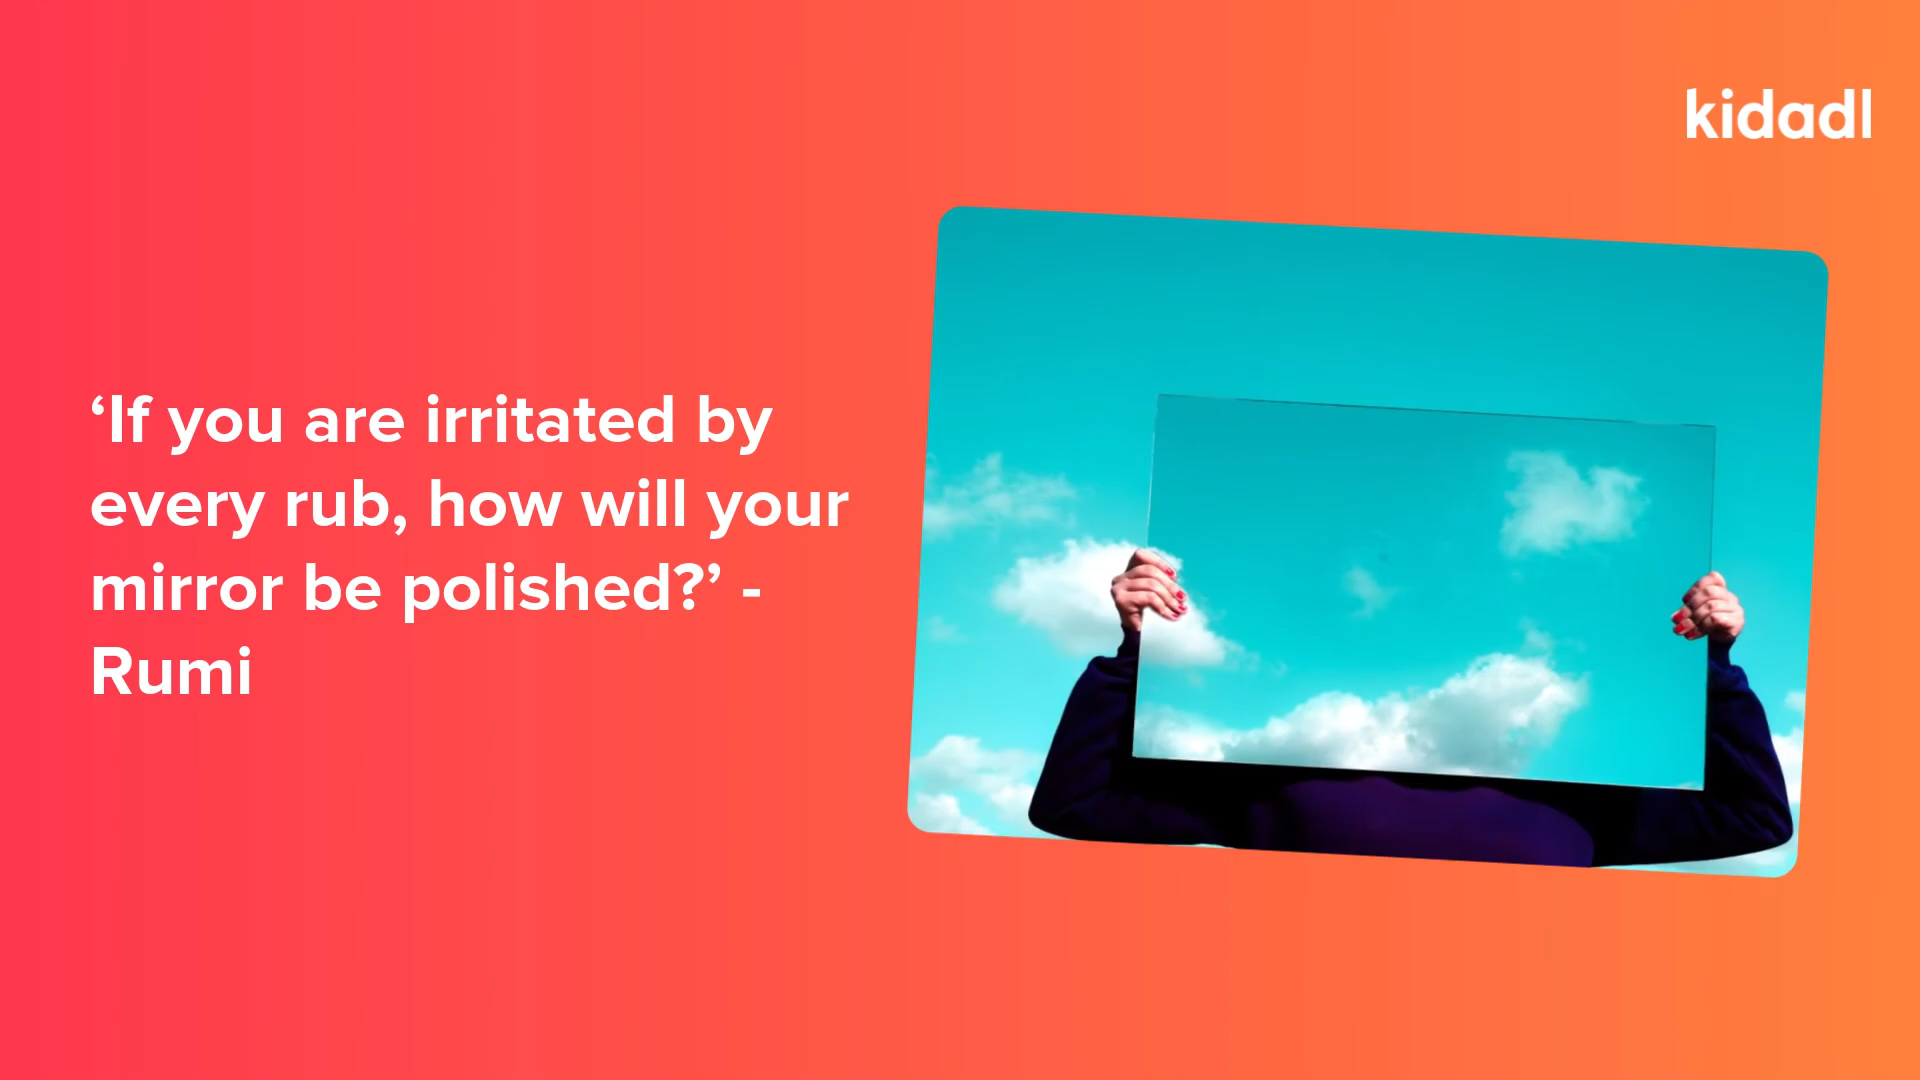 kidadl
‘If you are irritated by
every rub, how will your
mirror be polished?’ -
Rumi